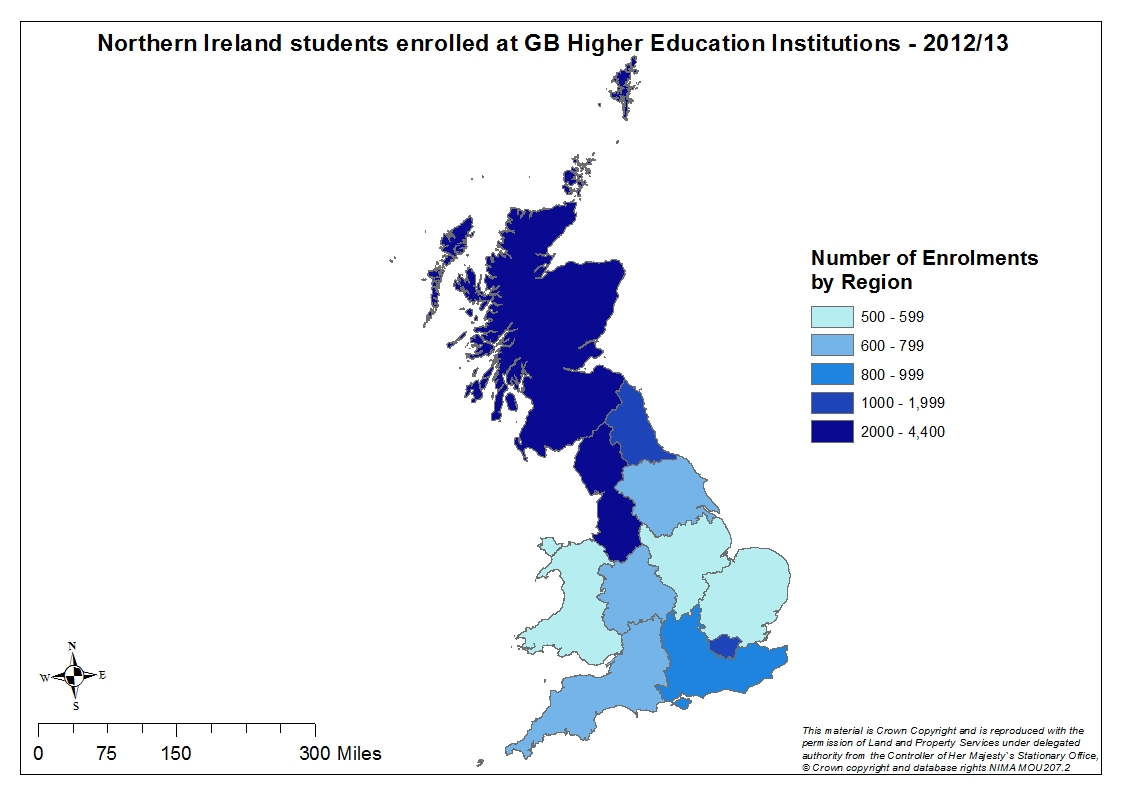 Northern Ireland students enrolled at GB Higher Education Institutions - 2012/13
Number of Enrolments
by Region
500 - 599
600 - 799
800 - 999
1000 - 1,999
2000 - 4,400
N
W E
S
0 75 150 300 Miles
This material is Crown Copyright and is reproduced with the
permission of Land and Property Services under delegated
authority from the Controller of Her Majesty`s Stationary Office,
© Crown copyright and database rights NIMA MOU207.2